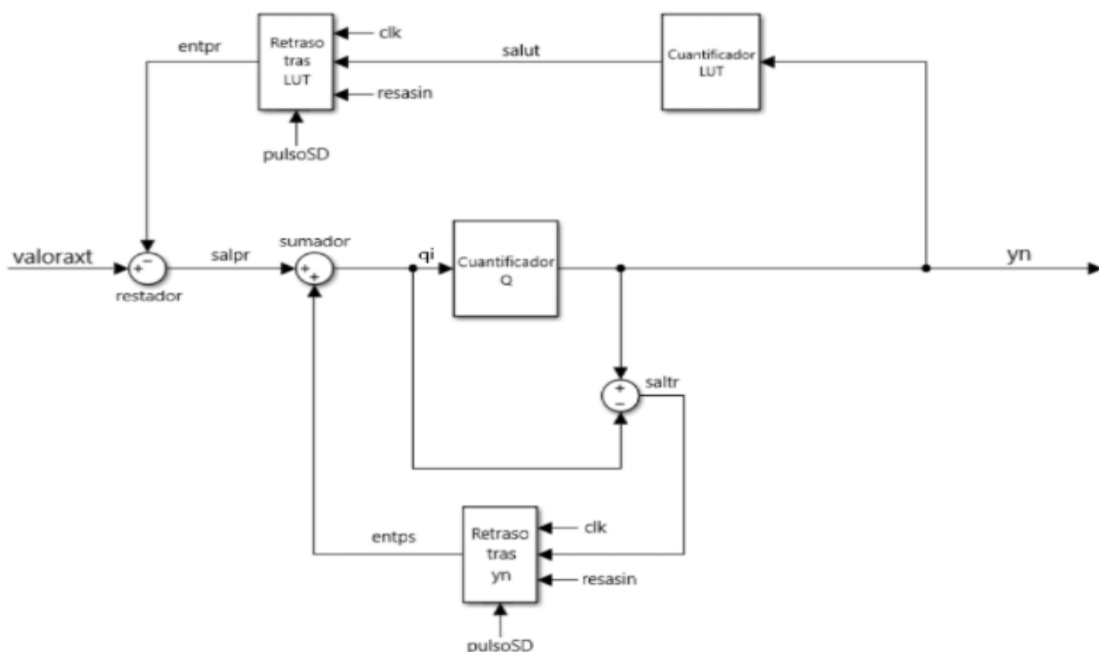 Retraso
tras
LUT
clk
resasin
pulsoSD
entpr
salut
Cuantificador
LUT
valoraxt
+
−
restador
salpr
sumador
+
+
qi
Cuantificador
Q
yn
+
−
saltr
entps
Retraso
tras
yn
clk
resasin
pulsoSD